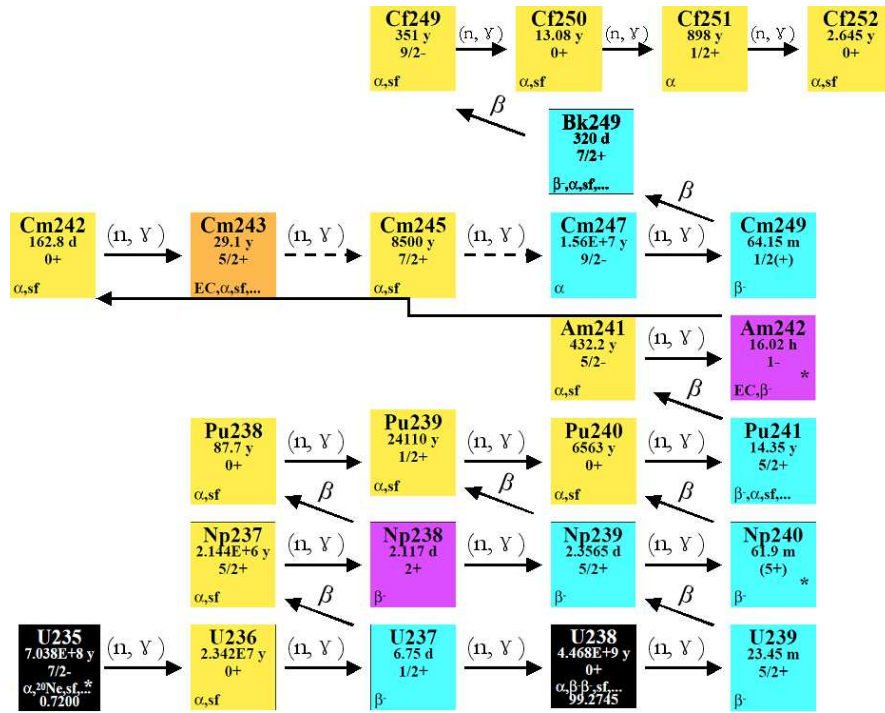 Cf249 Cf250 Cf251 Cf252
351 y (n, γ) 13.08 y (n, γ) 898 y (n, γ) 2.645 y
9/2- 0+ 1/2+ 0+
α,sf α,sf α α,sf
β
Bk249
320 d
7/2+
β⁻,α,sf,...
β
Cm242 (n, γ) Cm243 (n, γ) Cm245 (n, γ) Cm247 (n, γ) Cm249
162.8 d 29.1 y 8500 y 1.56E+7 y 64.15 m
0+ 5/2+ 7/2+ 9/2- 1/2(+)
α,sf EC,α,sf,... α,sf α β⁻
Am241 (n, γ) Am242
432.2 y 16.02 h
5/2- 1-
*
α,sf EC,β⁻
β
Pu238 (n, γ) Pu239 (n, γ) Pu240 (n, γ) Pu241
87.7 y 24110 y 6563 y 14.35 y
0+ 1/2+ 0+ 5/2+
α,sf α,sf α,sf β⁻,α,sf,...
β β β
Np237 (n, γ) Np238 (n, γ) Np239 (n, γ) Np240
2.144E+6 y 2.117 d 2.3565 d 61.9 m
5/2+ 2+ 5/2+ (5+)
*
α,sf β⁻ β⁻
β β
U235 (n, γ) U236 (n, γ) U237 (n, γ) U238 (n, γ) U239
7.038E+8 y 2.342E7 y 6.75 d 4.468E+9 y 23.45 m
7/2- 0+ 1/2+ 0+ 5/2+
α,²⁰Ne,sf,...* α,sf β⁻ α,β⁻β⁻,sf,... β⁻
0.7200 99.2745